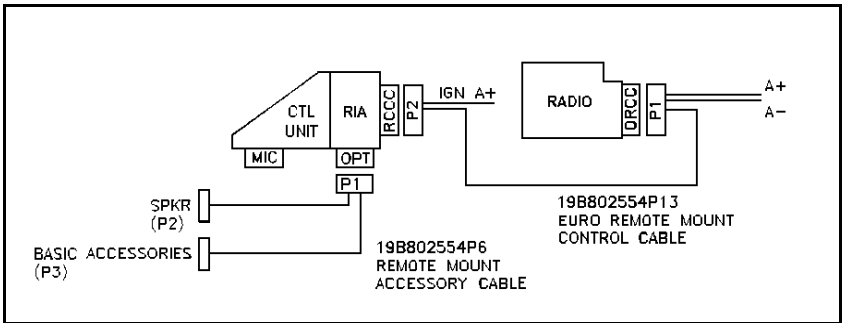 CTL
UNIT
RIA
RCCC
P2
IGN A+
RADIO
ORCC
P1
A+
A-
MIC
OPT
P1
SPKR
(P2)
BASIC ACCESSORIES
(P3)
19B802554P6
REMOTE MOUNT
ACCESSORY CABLE
19B802554P13
EURO REMOTE MOUNT
CONTROL CABLE